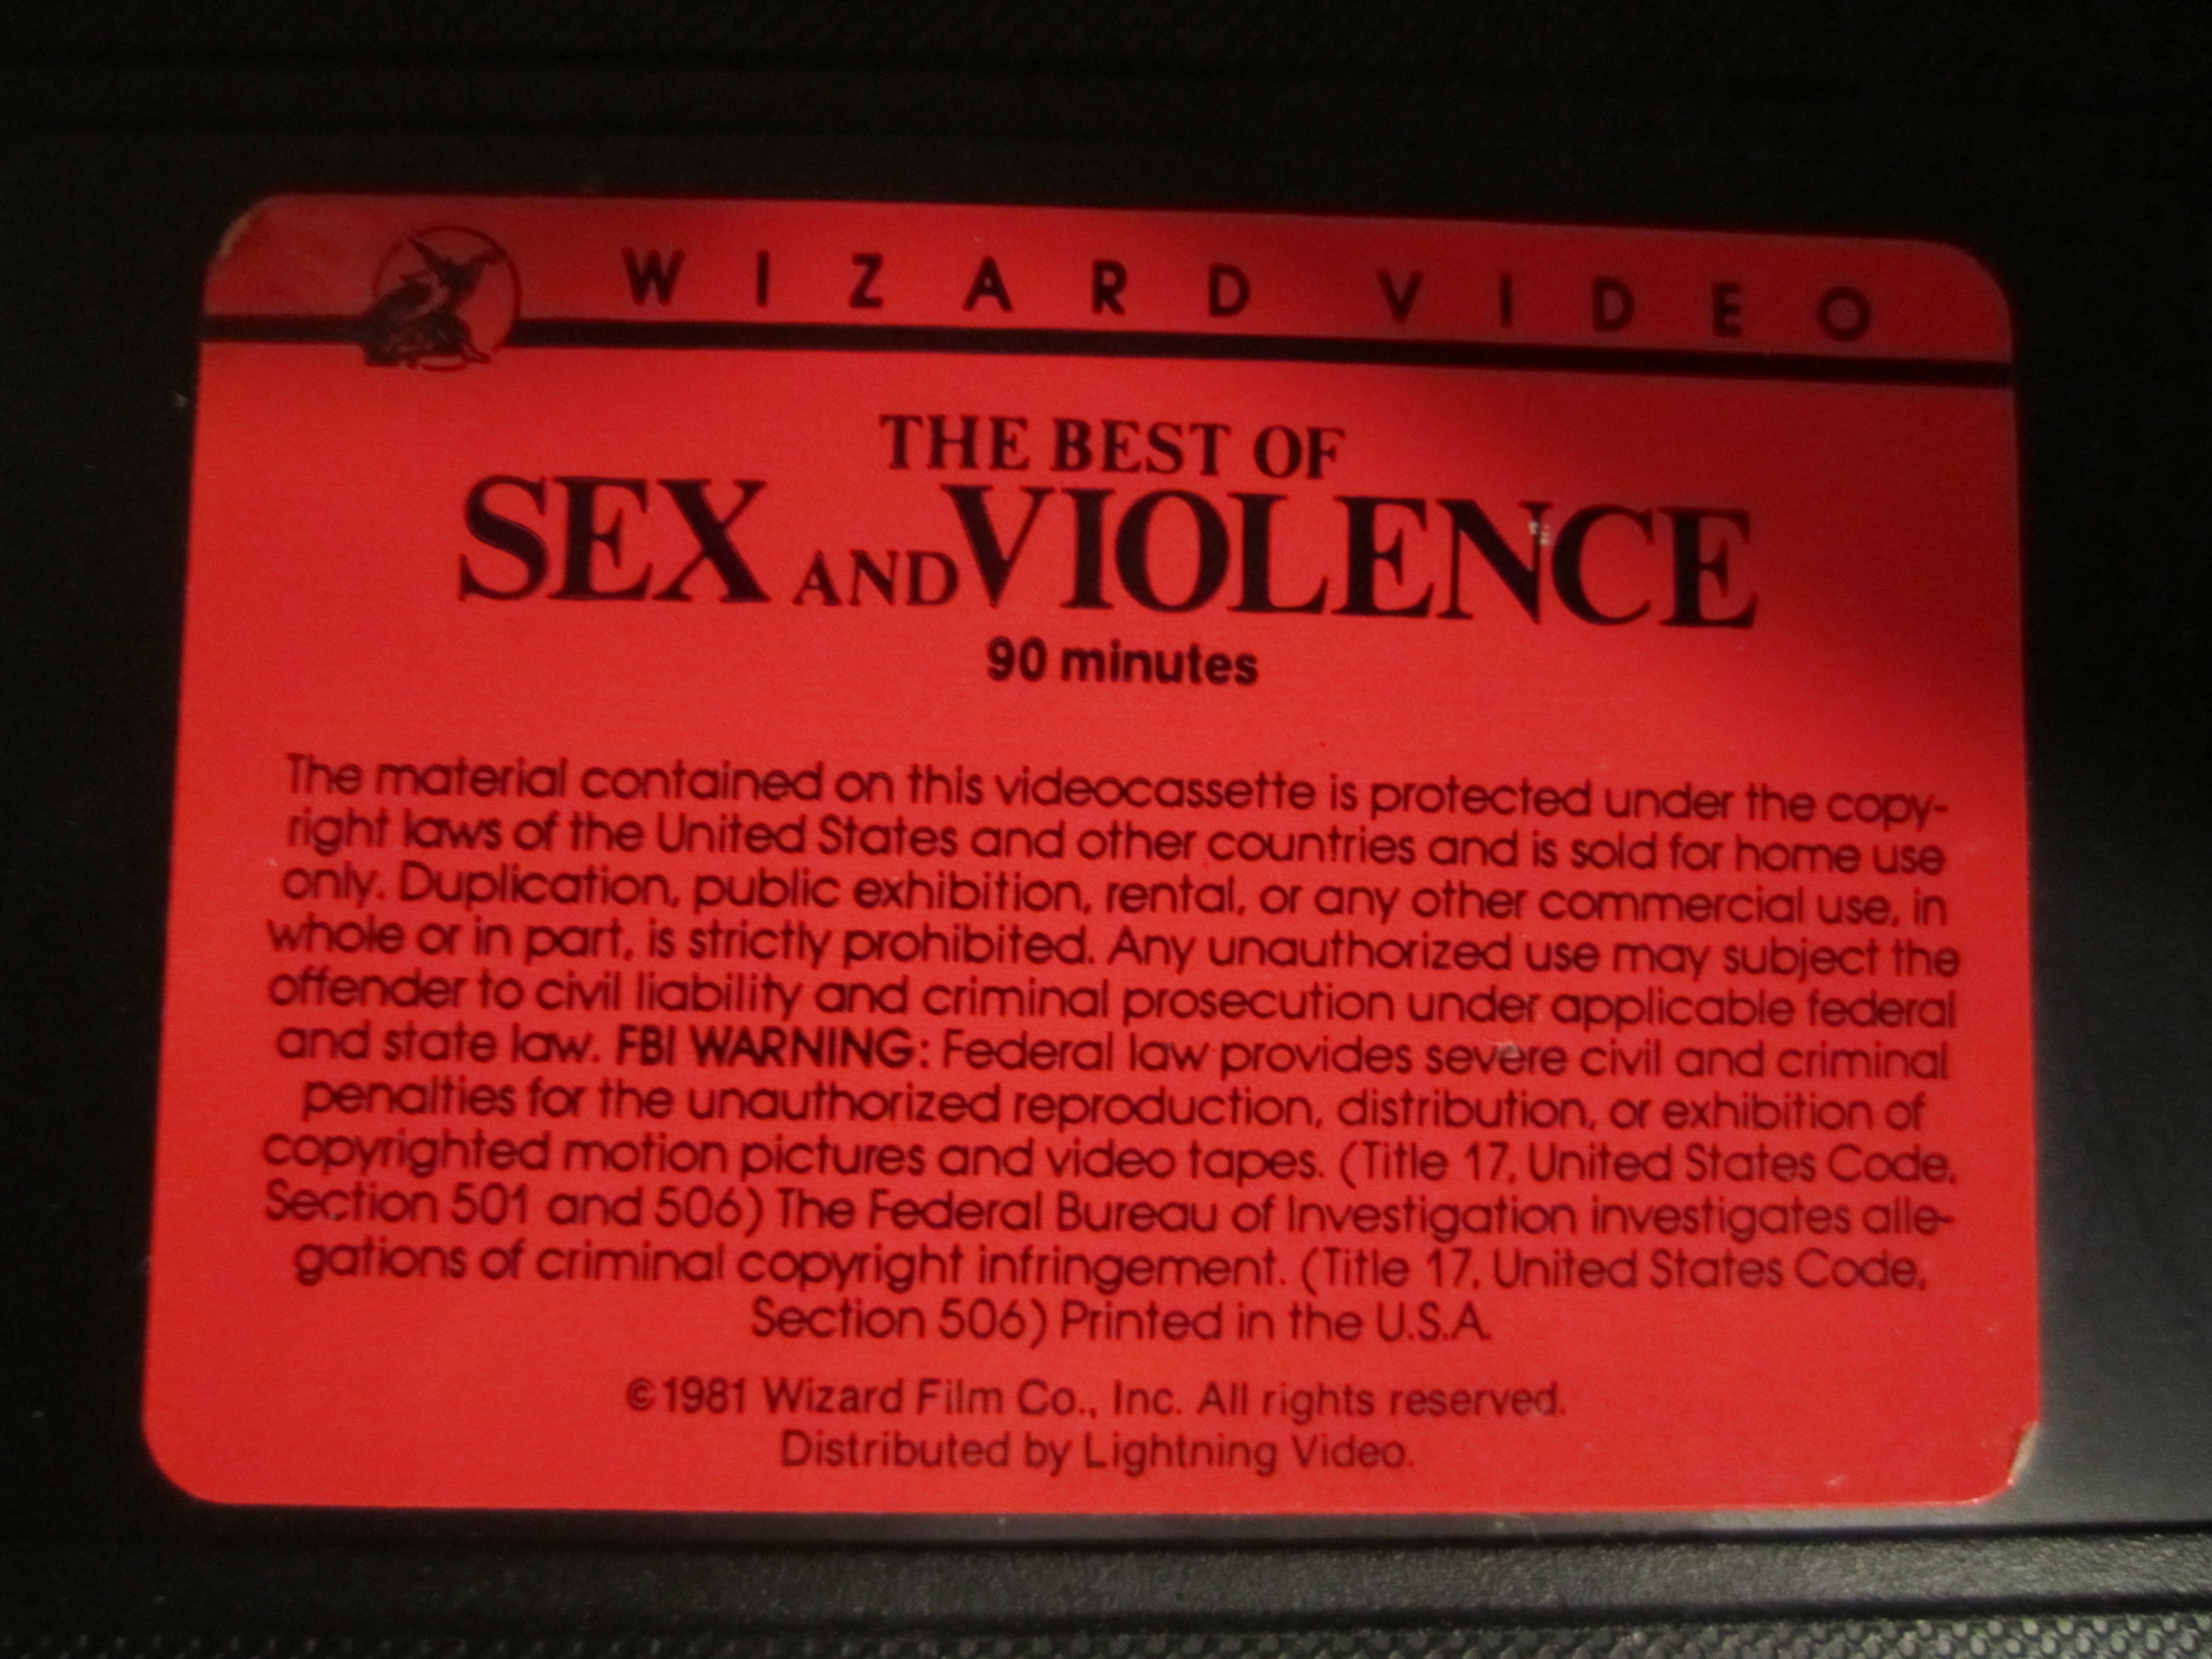 WIZARD VIDEO
THE BEST OF
SEX AND VIOLENCE
90 minutes
The material contained on this videocassette is protected under the copy-
right laws of the United States and other countries and is sold for home use
only. Duplication, public exhibition, rental, or any other commercial use, in
whole or in part, is strictly prohibited. Any unauthorized use may subject the
offender to civil liability and criminal prosecution under applicable federal
and state law. FBI WARNING: Federal law provides severe civil and criminal
penalties for the unauthorized reproduction, distribution, or exhibition of
copyrighted motion pictures and video tapes. (Title 17, United States Code,
Section 501 and 506) The Federal Bureau of Investigation investigates alle-
gations of criminal copyright infringement. (Title 17, United States Code,
Section 506) Printed in the U.S.A.
©1981 Wizard Film Co., Inc. All rights reserved.
Distributed by Lightning Video.